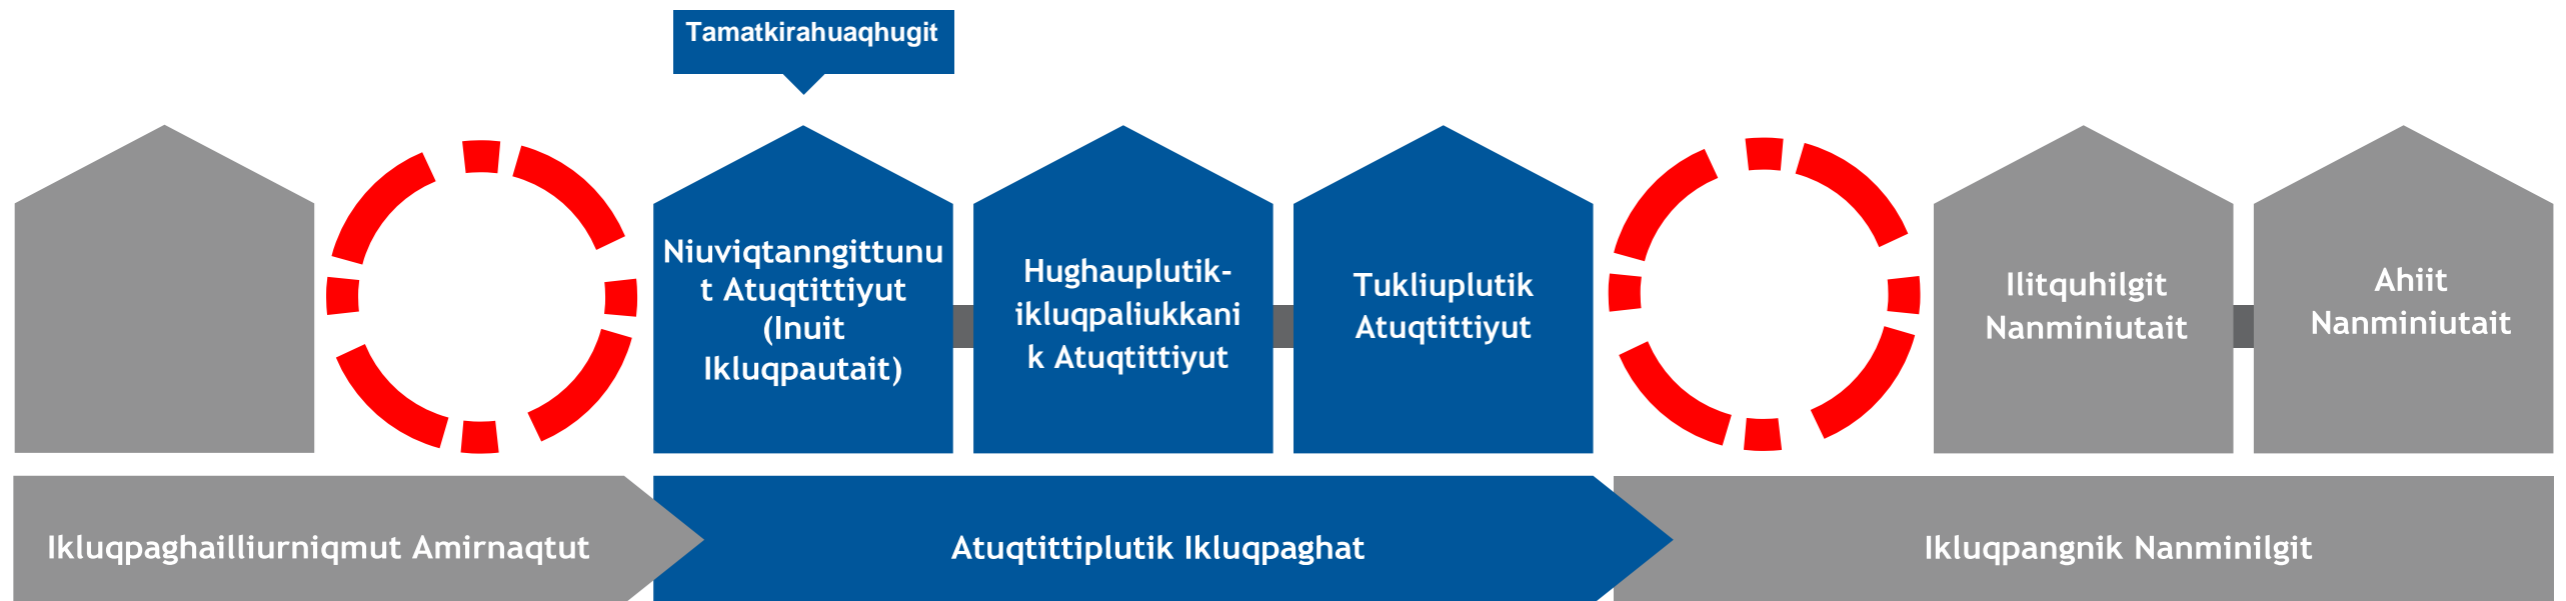 Tamatkirahuaqhugit
Niuviqtanngittunu
t Atuqtittiyut
(Inuit
Ikluqpautait)
Hughauplutik-
ikluqpaliukkani
k Atuqtittiyut
Tukliuplutik
Atuqtittiyut
Ilitquhilgit
Nanminiutait
Ahiit
Nanminiutait
Ikluqpaghailliurniqmut Amirnaqtut
Atuqtittiplutik Ikluqpaghat
Ikluqpangnik Nanminilgit